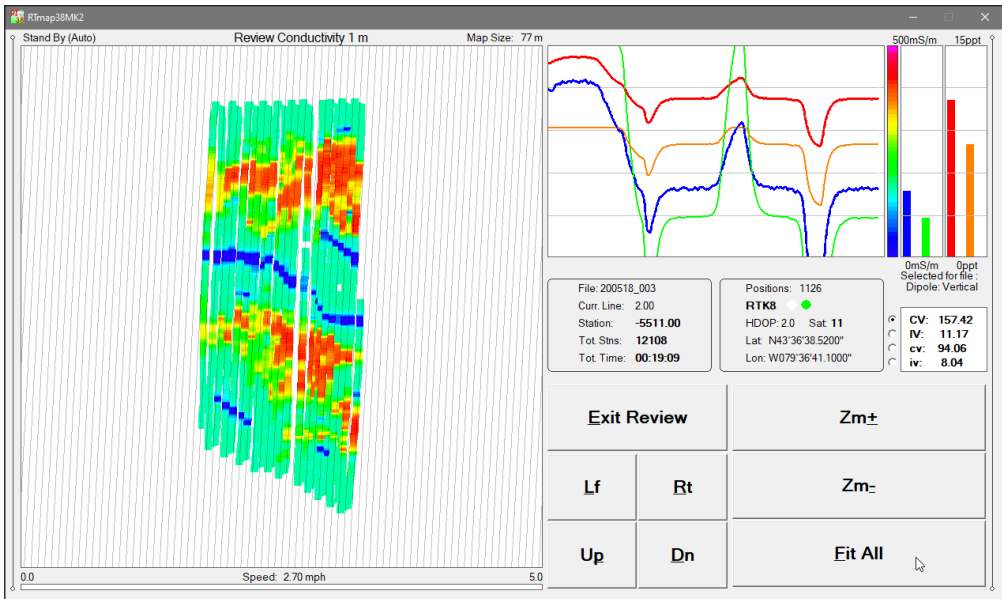 RTmap38MK2
Stand By (Auto) Review Conductivity 1 m Map Size: 77 m
500mS/m 15ppt
0mS/m 0ppt
Selected for file :
Dipole: Vertical
File: 200518_003
Curr. Line: 2.00
Station: -5511.00
Tot. Stns: 12108
Tot. Time: 00:19:09
Positions: 1126
RTK8
HDOP: 2.0 Sat: 11
Lat: N43°36'38.5200"
Lon: W079°36'41.1000"
CV: 157.42
IV: 11.17
cv: 94.06
iv: 8.04
Exit Review Zm+
Lf Rt Zm-
Up Dn Fit All
0.0 Speed: 2.70 mph 5.0